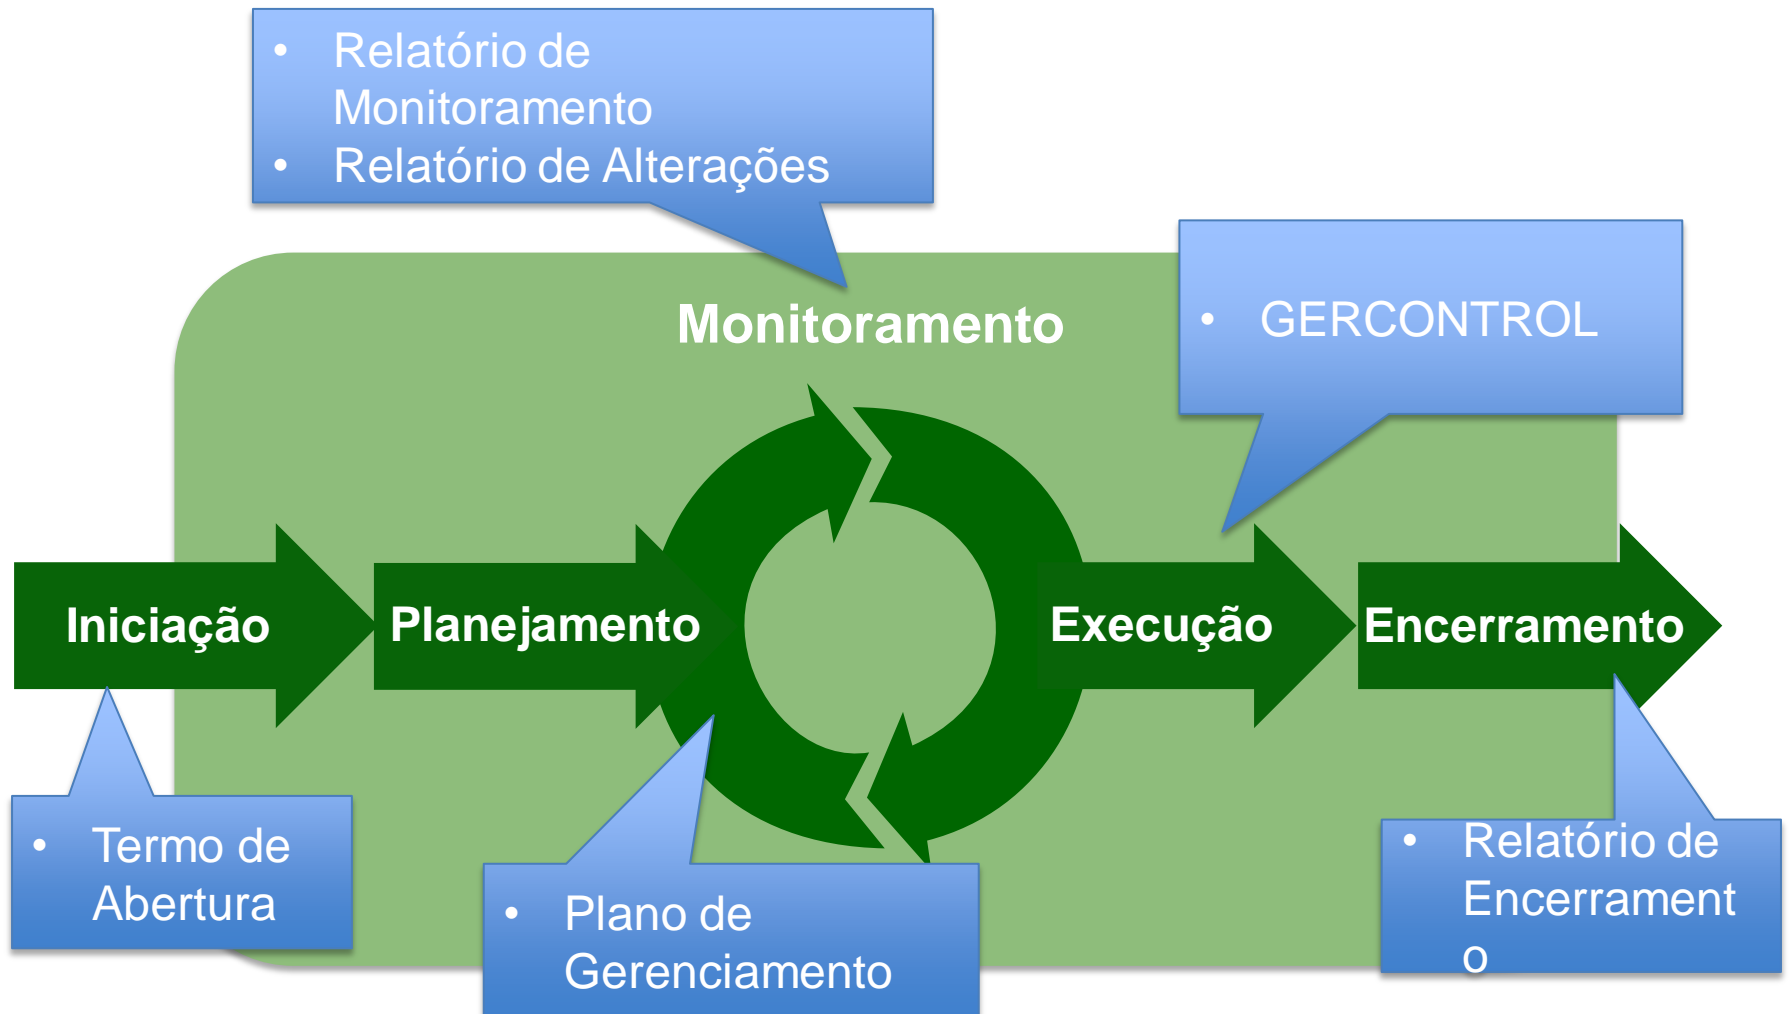 • Relatório de
Monitoramento
• Relatório de Alterações
Monitoramento
• GERCONTROL
Iniciação
Planejamento
Execução
Encerramento
• Termo de
Abertura
• Plano de
Gerenciamento
• Relatório de
Encerrament
o